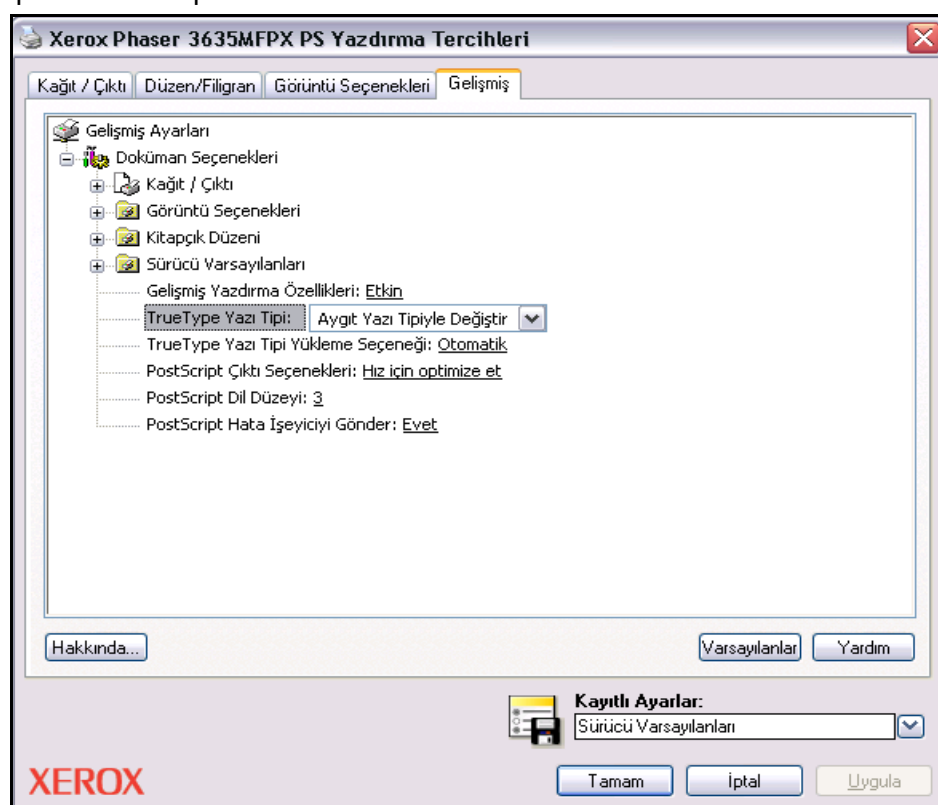 Xerox Phaser 3635MFPX PS Yazdırma Tercihleri
Kağıt / Çıktı Düzen/Filigran Görüntü Seçenekleri Gelişmiş
Gelişmiş Ayarları
Doküman Seçenekleri
Kağıt / Çıktı
Görüntü Seçenekleri
Kitapçık Düzeni
Sürücü Varsayılanları
Gelişmiş Yazdırma Özellikleri: Etkin
TrueType Yazı Tipi: Aygıt Yazı Tipiyle Değiştir
TrueType Yazı Tipi Yükleme Seçeneği: Otomatik
PostScript Çıktı Seçenekleri: Hız için optimize et
PostScript Dil Düzeyi: 3
PostScript Hata İşeyiciyi Gönder: Evet
Hakkında... Varsayılanlar Yardım
Kayıtlı Ayarlar:
Sürücü Varsayılanları
XEROX Tamam İptal Uygula